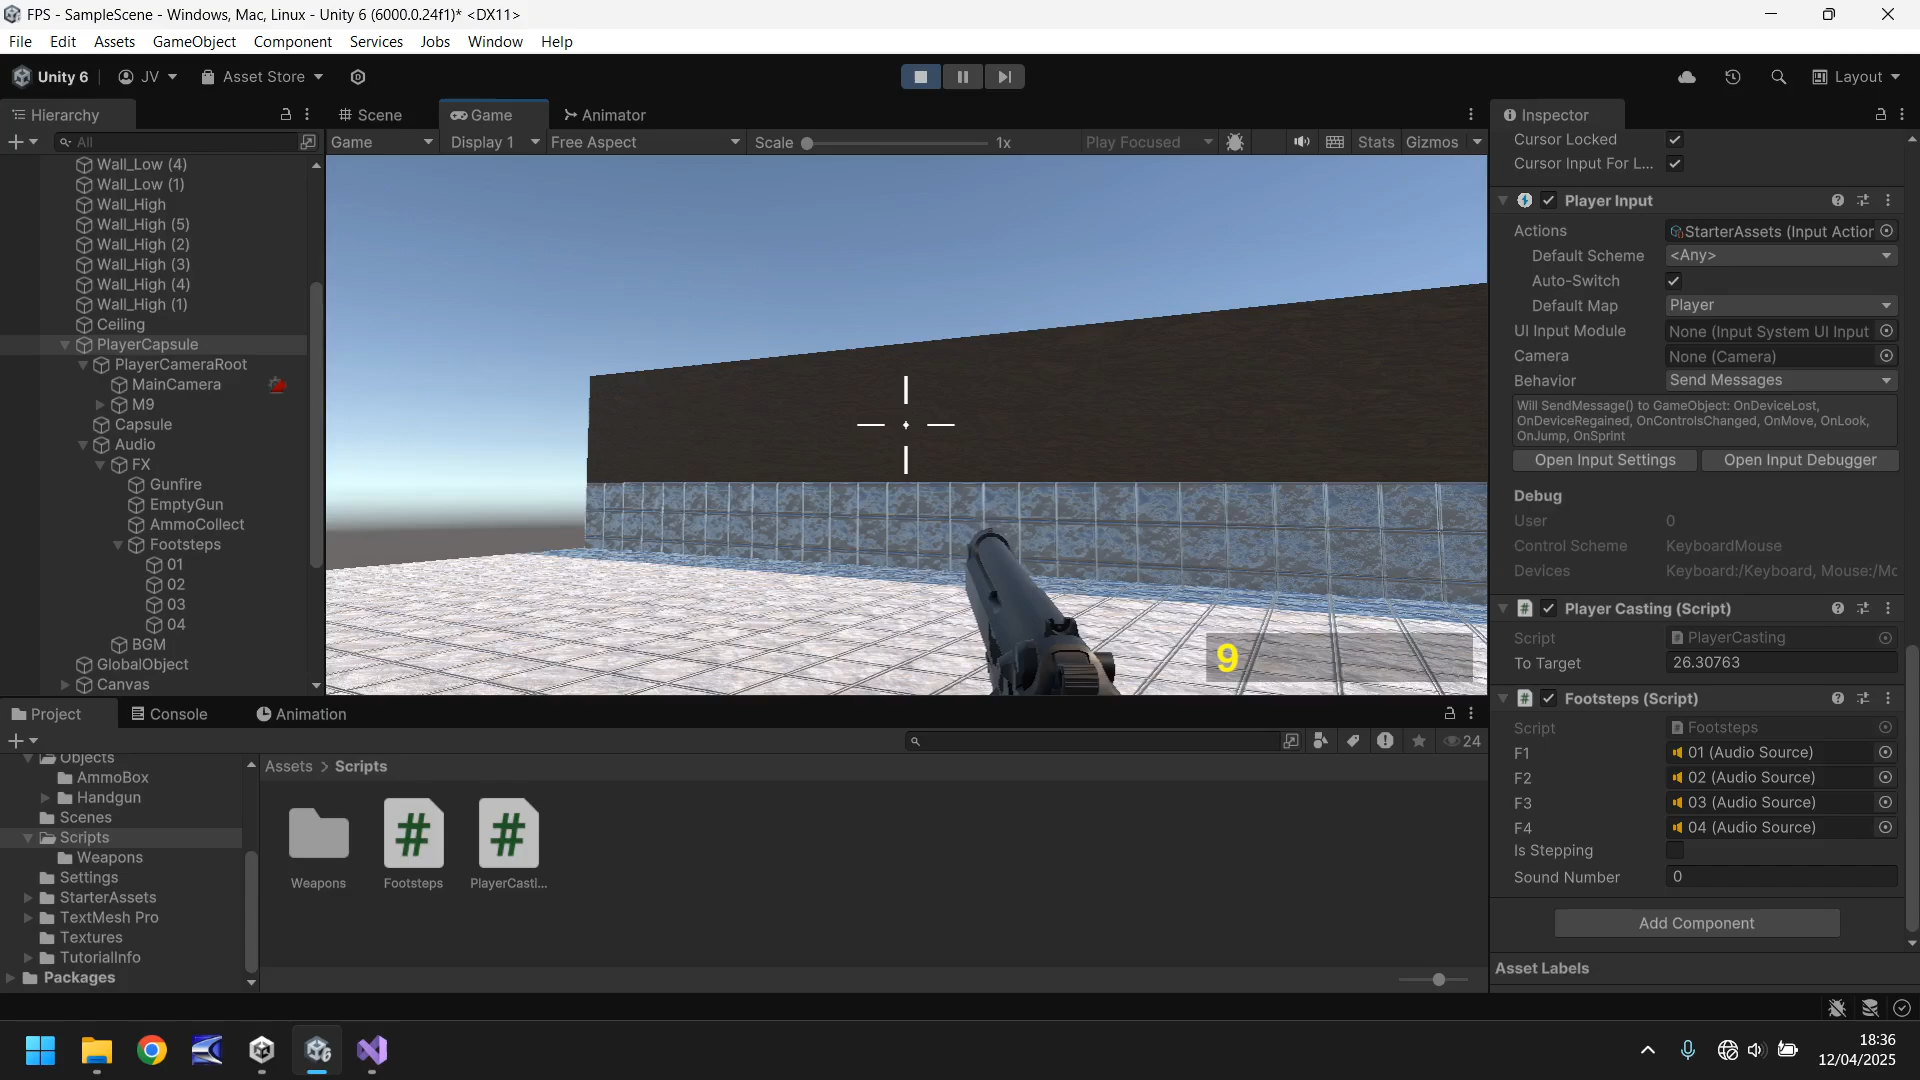 FPS - SampleScene - Windows, Mac, Linux - Unity 6 (6000.0.24f1)* <DX11>
File Edit Assets GameObject Component Services Jobs Window Help
Unity 6 JV Asset Store Layout
Hierarchy
All
Wall_Low (4)
Wall_Low (1)
Wall_High
Wall_High (5)
Wall_High (2)
Wall_High (3)
Wall_High (4)
Wall_High (1)
Ceiling
PlayerCapsule
PlayerCameraRoot
MainCamera
M9
Capsule
Audio
FX
Gunfire
EmptyGun
AmmoCollect
Footsteps
01
02
03
04
BGM
GlobalObject
Canvas
Scene Game Animator
Game Display 1 Free Aspect Scale 1x Play Focused Stats Gizmos
9
Inspector
Cursor Locked
Cursor Input For L...
Player Input
Actions StarterAssets (Input Action
Default Scheme <Any>
Auto-Switch
Default Map Player
UI Input Module None (Input System UI Input
Camera None (Camera)
Behavior Send Messages
Will SendMessage() to GameObject: OnDeviceLost,
OnDeviceRegained, OnControlsChanged, OnMove, OnLook,
OnJump, OnSprint
Open Input Settings Open Input Debugger
Debug
User 0
Control Scheme KeyboardMouse
Devices Keyboard:/Keyboard, Mouse:/Mo
Player Casting (Script)
Script PlayerCasting
To Target 26.30763
Footsteps (Script)
Script Footsteps
F1 01 (Audio Source)
F2 02 (Audio Source)
F3 03 (Audio Source)
F4 04 (Audio Source)
Is Stepping
Sound Number 0
Add Component
Asset Labels
Project Console Animation
24
Objects
AmmoBox
Handgun
Scenes
Scripts
Weapons
Settings
StarterAssets
TextMesh Pro
Textures
TutorialInfo
Packages
Assets > Scripts
Weapons Footsteps PlayerCasti...
18:36
12/04/2025